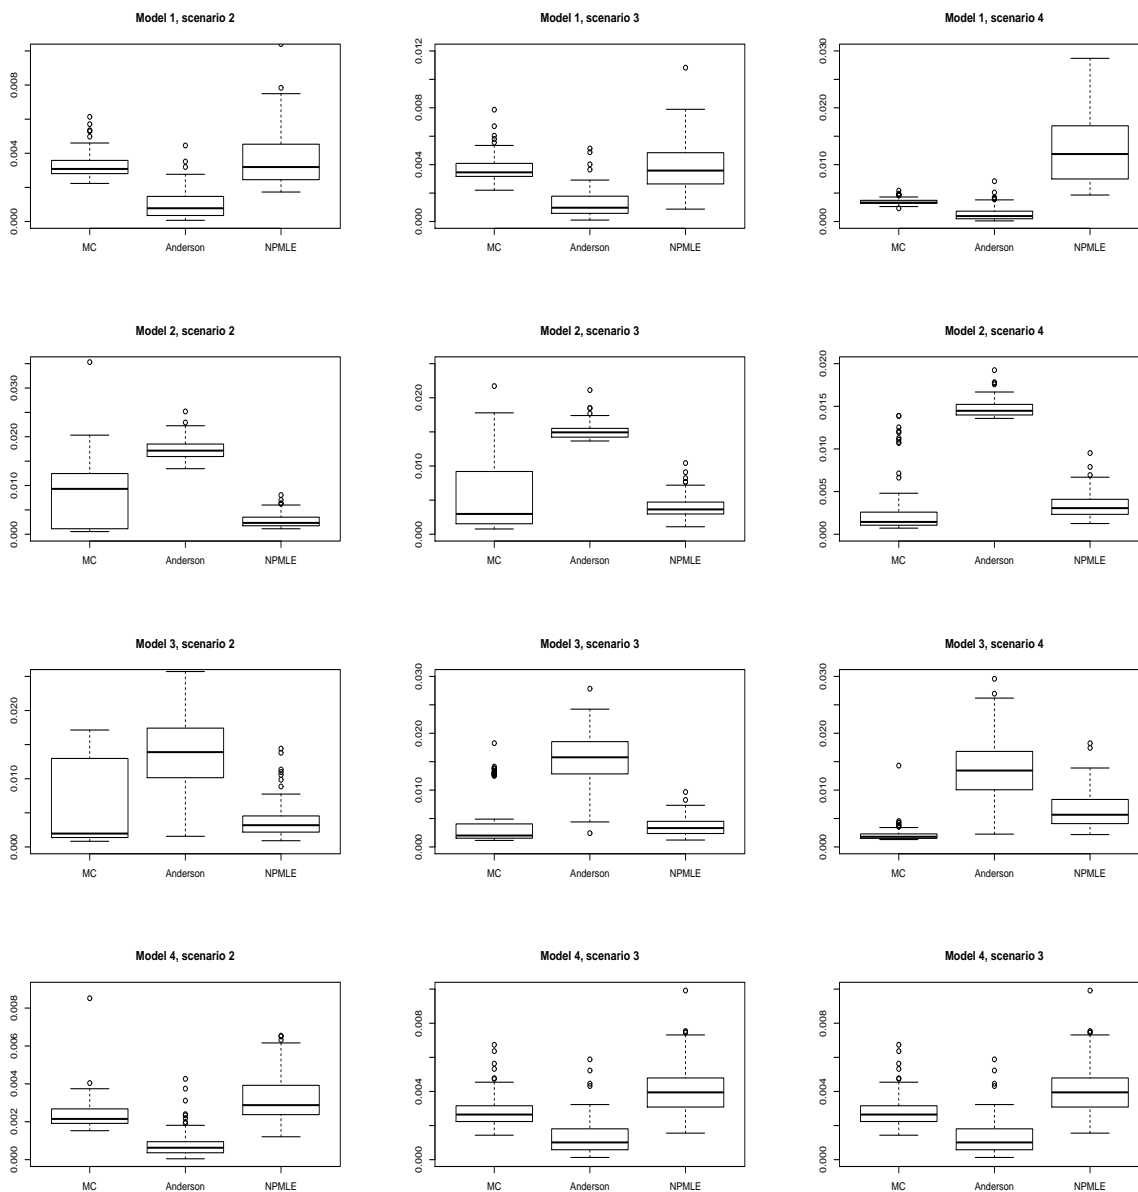 Model 1, scenario 2
0.000 0.004 0.008
MC Anderson NPMLE
Model 1, scenario 3
0.000 0.004 0.008 0.012
MC Anderson NPMLE
Model 1, scenario 4
0.000 0.010 0.020 0.030
MC Anderson NPMLE
Model 2, scenario 2
0.000 0.010 0.020 0.030
MC Anderson NPMLE
Model 2, scenario 3
0.000 0.010 0.020
MC Anderson NPMLE
Model 2, scenario 4
0.000 0.005 0.010 0.015 0.020
MC Anderson NPMLE
Model 3, scenario 2
0.000 0.010 0.020
MC Anderson NPMLE
Model 3, scenario 3
0.000 0.010 0.020 0.030
MC Anderson NPMLE
Model 3, scenario 4
0.000 0.010 0.020 0.030
MC Anderson NPMLE
Model 4, scenario 2
0.000 0.002 0.004 0.006 0.008
MC Anderson NPMLE
Model 4, scenario 3
0.000 0.004 0.008
MC Anderson NPMLE
Model 4, scenario 3
0.000 0.004 0.008
MC Anderson NPMLE